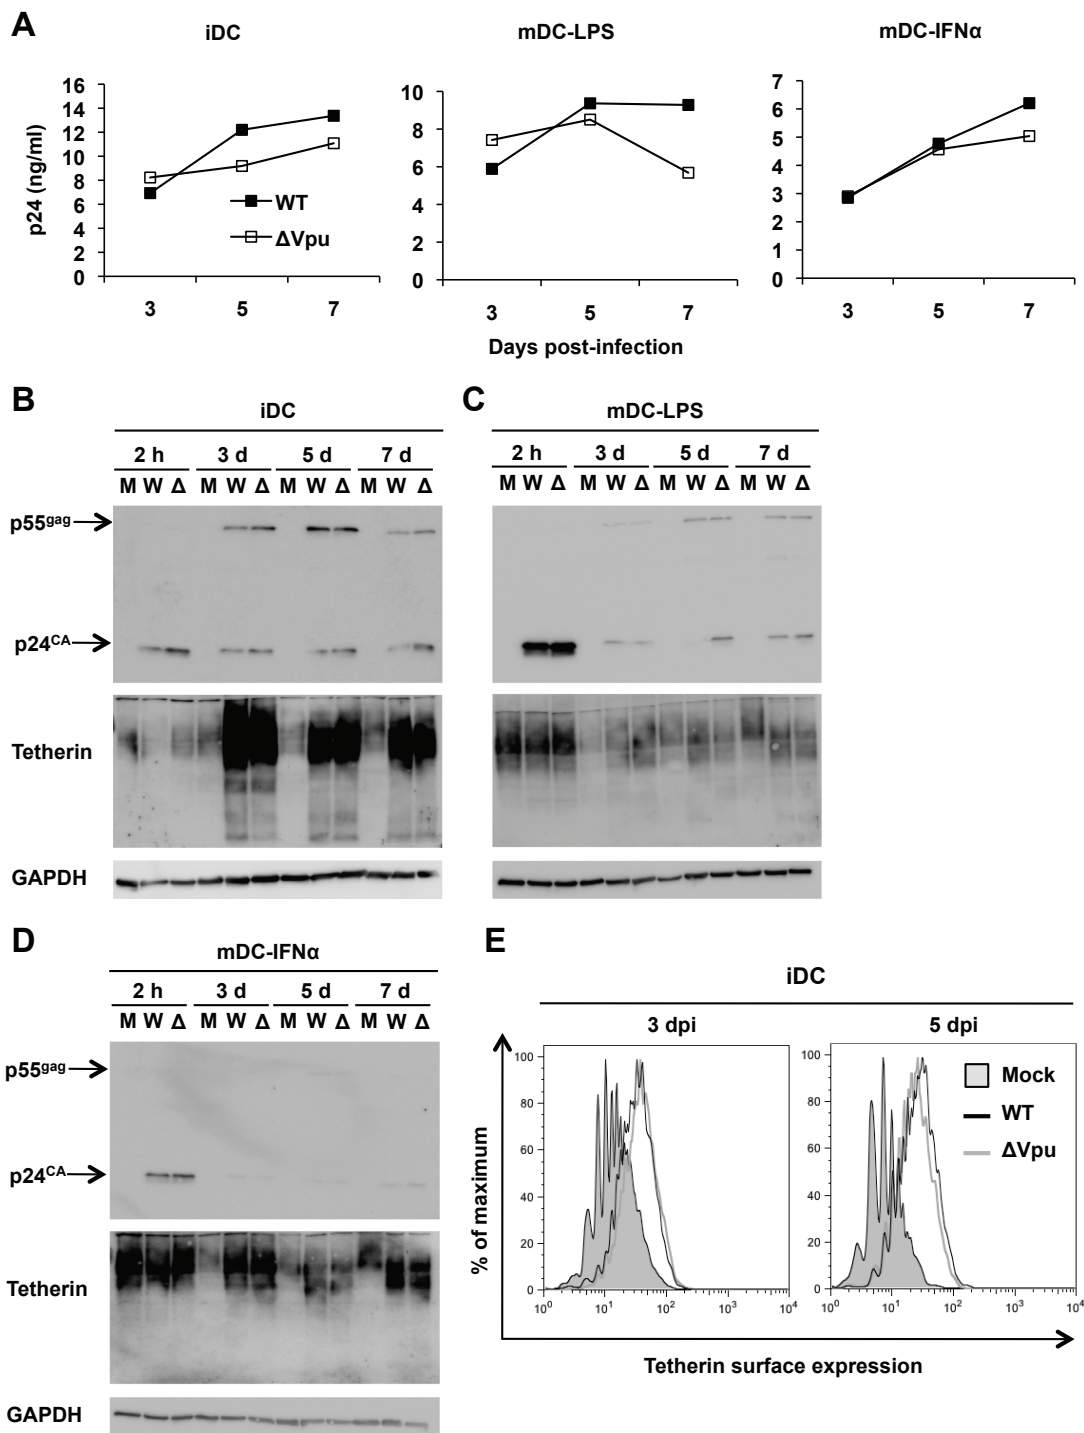 A
iDC
mDC-LPS
mDC-IFNα
p24 (ng/ml)
16
14
12
10
8
6
4
2
0
WT
ΔVpu
3 5 7
10
8
6
4
2
0
3 5 7
7
6
5
4
3
2
1
0
3 5 7
Days post-infection
B
iDC
2 h 3 d 5 d 7 d
M W Δ M W Δ M W Δ M W Δ
p55gag
p24CA
Tetherin
GAPDH
C
mDC-LPS
2 h 3 d 5 d 7 d
M W Δ M W Δ M W Δ M W Δ
D
mDC-IFNα
2 h 3 d 5 d 7 d
M W Δ M W Δ M W Δ M W Δ
p55gag
p24CA
Tetherin
GAPDH
E
iDC
3 dpi 5 dpi
% of maximum
100
80
60
40
20
0
10⁰ 10¹ 10² 10³ 10⁴
100
80
60
40
20
0
10⁰ 10¹ 10² 10³ 10⁴
Mock
WT
ΔVpu
Tetherin surface expression